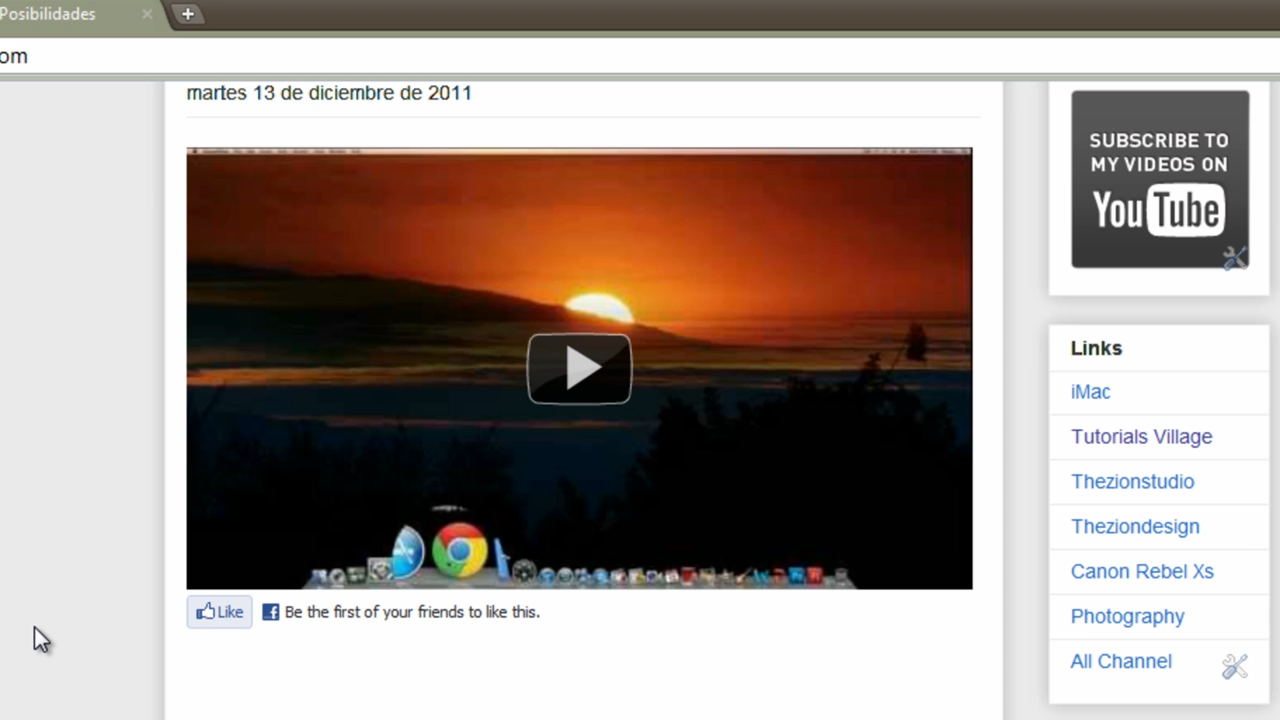 Posibilidades
om
martes 13 de diciembre de 2011
SUBSCRIBE TO
MY VIDEOS ON
YouTube
Links
iMac
Tutorials Village
Thezionstudio
Theziondesign
Canon Rebel Xs
Photography
All Channel
Like
Be the first of your friends to like this.